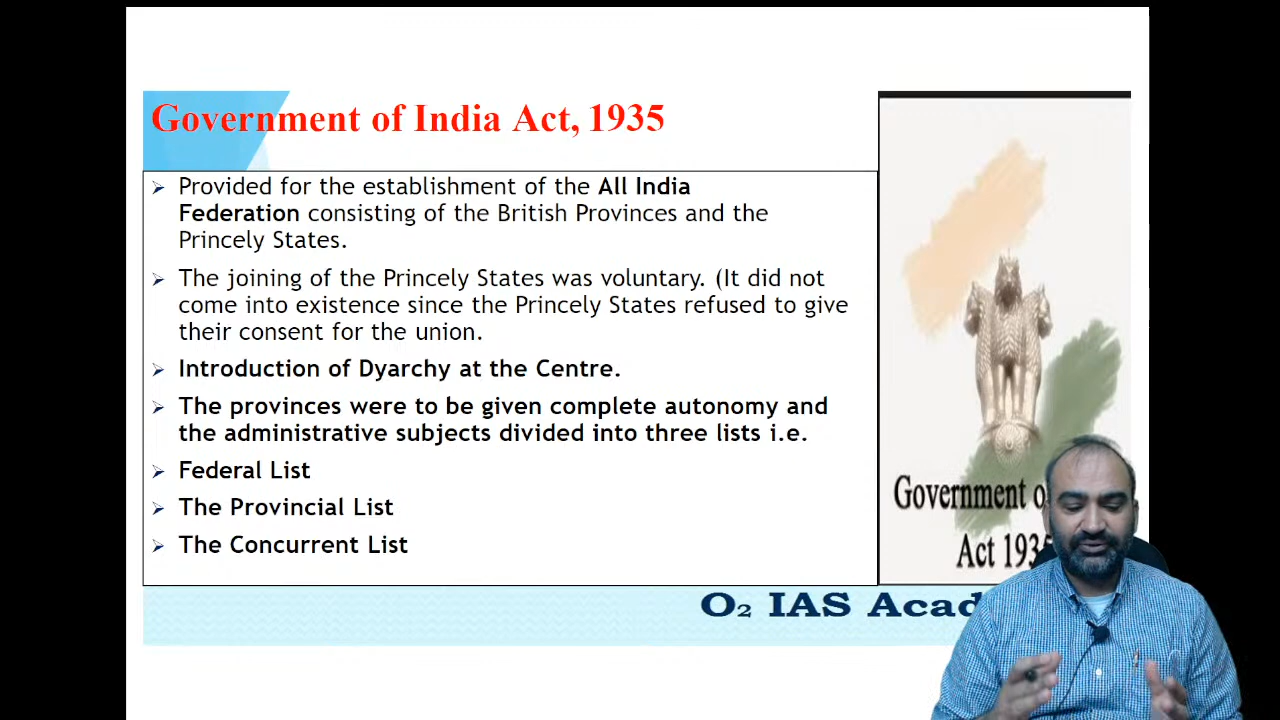 Government of India Act, 1935
➢ Provided for the establishment of the All India
Federation consisting of the British Provinces and the
Princely States.
➢ The joining of the Princely States was voluntary. (It did not
come into existence since the Princely States refused to give
their consent for the union.
➢ Introduction of Dyarchy at the Centre.
➢ The provinces were to be given complete autonomy and
the administrative subjects divided into three lists i.e.
➢ Federal List
➢ The Provincial List
➢ The Concurrent List
Government o
Act 1935
O₂ IAS Acad